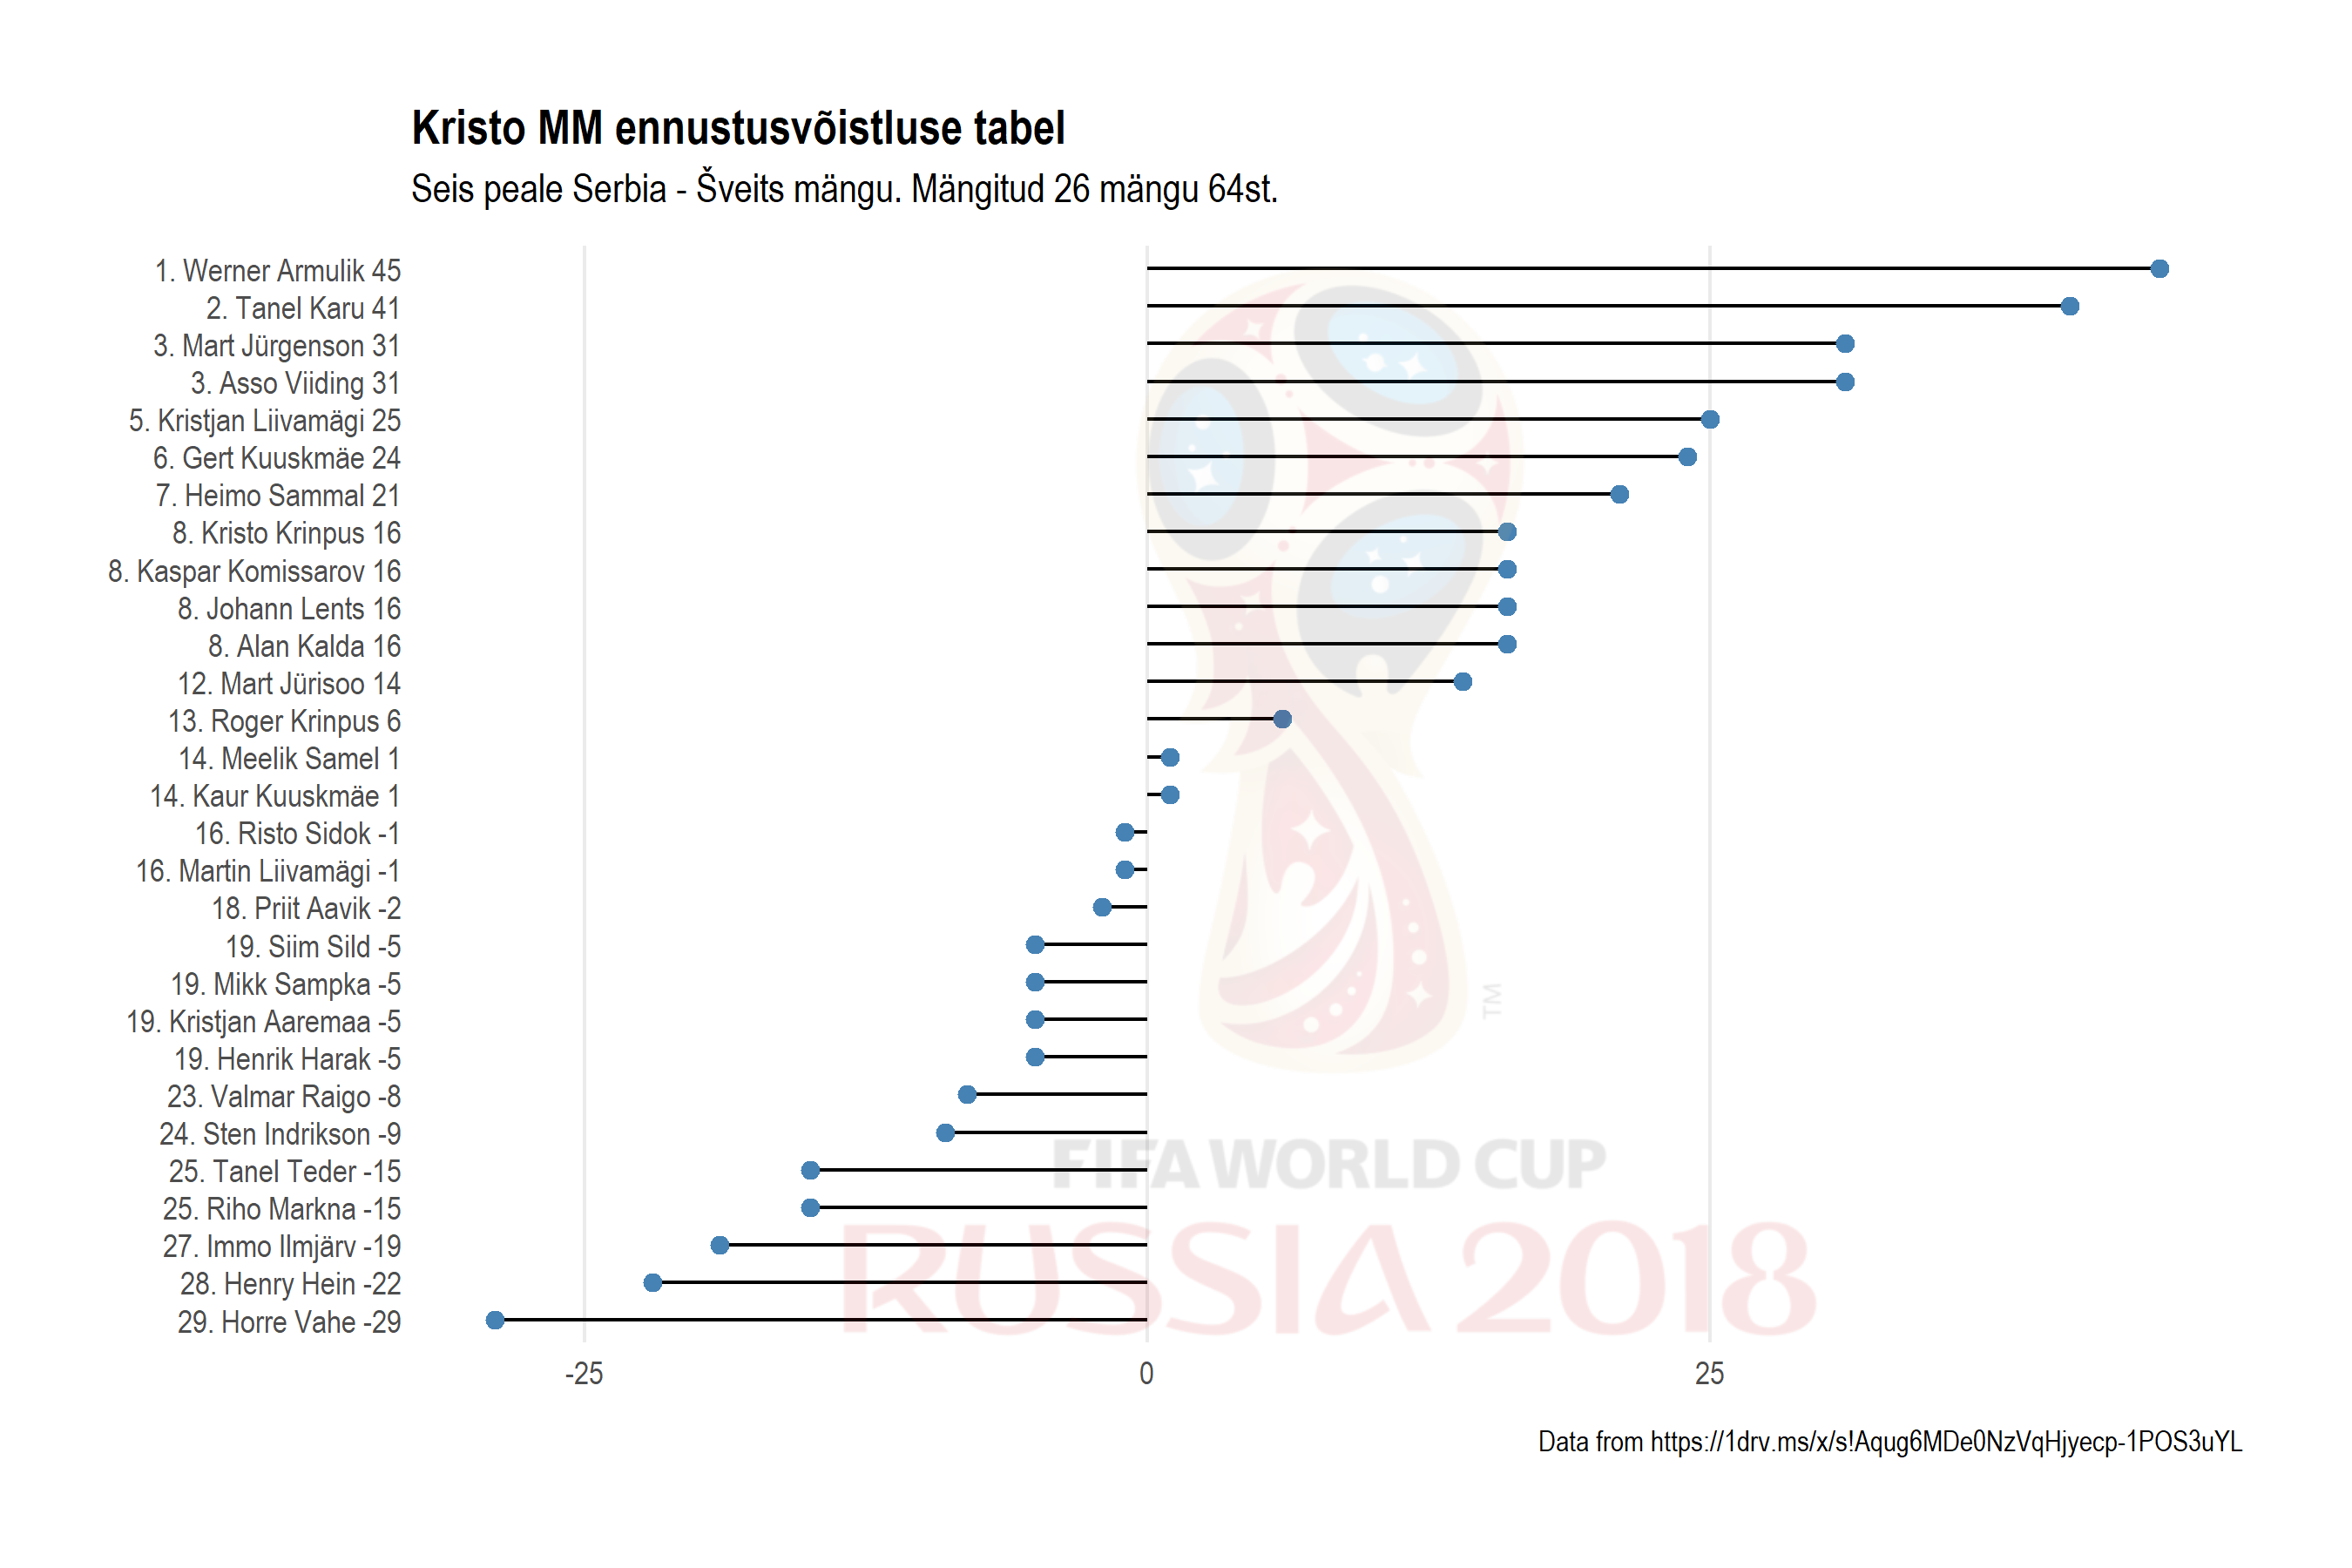 Kristo MM ennustusvõistluse tabel
Seis peale Serbia - Šveits mängu. Mängitud 26 mängu 64st.
1. Werner Armulik 45
2. Tanel Karu 41
3. Mart Jürgenson 31
3. Asso Viiding 31
5. Kristjan Liivamägi 25
6. Gert Kuuskmäe 24
7. Heimo Sammal 21
8. Kristo Krinpus 16
8. Kaspar Komissarov 16
8. Johann Lents 16
8. Alan Kalda 16
12. Mart Jürisoo 14
13. Roger Krinpus 6
14. Meelik Samel 1
14. Kaur Kuuskmäe 1
16. Risto Sidok -1
16. Martin Liivamägi -1
18. Priit Aavik -2
19. Siim Sild -5
19. Mikk Sampka -5
19. Kristjan Aaremaa -5
19. Henrik Harak -5
23. Valmar Raigo -8
24. Sten Indrikson -9
25. Tanel Teder -15
25. Riho Markna -15
27. Immo Ilmjärv -19
28. Henry Hein -22
29. Horre Vahe -29
TM
FIFA WORLD CUP
RUSSIA 2018
-25 0 25
Data from https://1drv.ms/x/s!Aqug6MDe0NzVqHjyecp-1POS3uYL